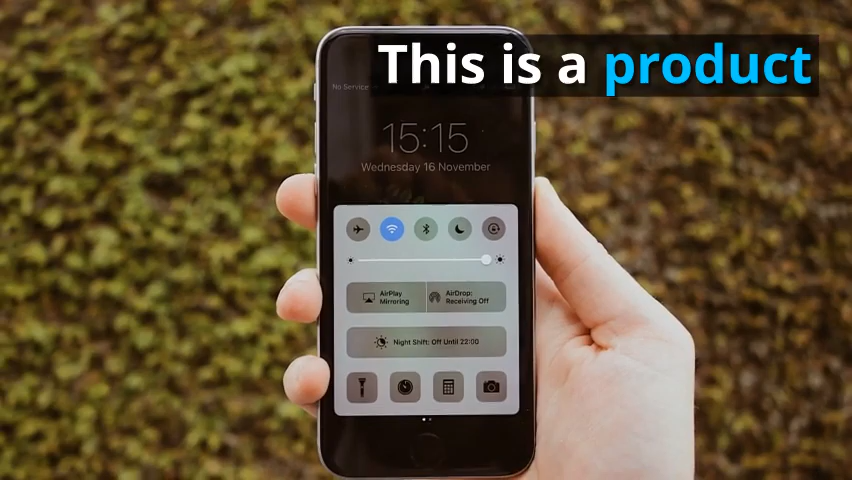 This is a product
No Service
15:15
Wednesday 16 November
AirPlay
Mirroring
AirDrop:
Receiving Off
Night Shift: Off Until 22:00